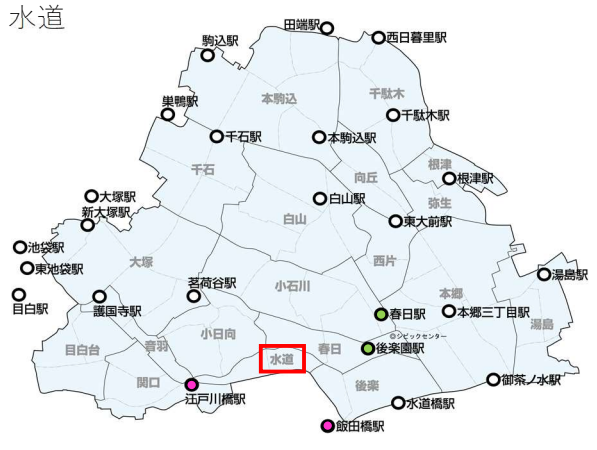 水道
田端駅
西日暮里駅
駒込駅
本駒込
千駄木
巣鴨駅
千駄木駅
千石駅
本駒込駅
根津
千石
向丘
根津駅
大塚駅
白山駅
弥生
新大塚駅
白山
東大前駅
池袋駅
大塚
西片
東池袋駅
湯島駅
茗荷谷駅
小石川
本郷
目白駅
護国寺駅
春日駅
本郷三丁目駅
湯島
小日向
◎シビックセンター
目白台
音羽
水道
春日
後楽園駅
関口
後楽
御茶ノ水駅
江戸川橋駅
水道橋駅
飯田橋駅